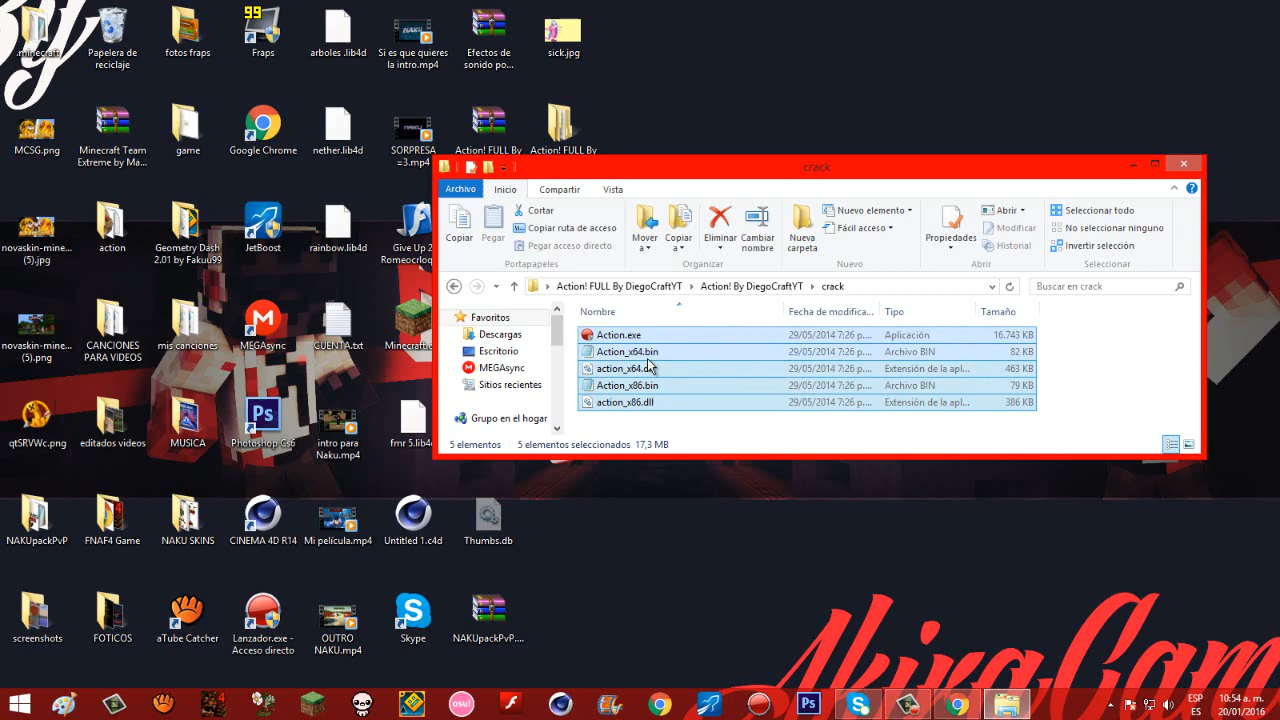 By
99
.minecraft
Papelera de
reciclaje
fotos fraps
Fraps
arboles .lib4d
Si es que quieres
la intro.mp4
Efectos de
sonido po...
sick.jpg
MCSG.png
Minecraft Team
Extreme by Ma...
game
Google Chrome
nether.lib4d
SORPRESA
=3.mp4
Action! FULL By
Action! FULL By
novaskin-mine...
(5).jpg
action
Geometry Dash
2.01 by Fakuu99
JetBoost
rainbow.lib4d
Give Up 2
Romeocrloq
novaskin-mine...
(5).png
CANCIONES
PARA VIDEOS
mis canciones
MEGAsync
CUENTA.txt
qtSRVWc.png
editados videos
MUSICA
Photoshop Cs6
intro para
Naku.mp4
fmr 5.lib4
NAKUpackPvP
FNAF4 Game
NAKU SKINS
CINEMA 4D R14
Mi película.mp4
Untitled 1.c4d
Thumbs.db
screenshots
FOTICOS
aTube Catcher
Lanzador.exe -
Acceso directo
OUTRO
NAKU.mp4
Skype
NAKUpackPvP....
crack
Archivo
Inicio
Compartir
Vista
Copiar
Pegar
Cortar
Copiar ruta de acceso
Pegar acceso directo
Portapapeles
Mover
a
Copiar
a
Eliminar
Cambiar
nombre
Organizar
Nueva
carpeta
Nuevo elemento
Fácil acceso
Nuevo
Propiedades
Abrir
Modificar
Historial
Abrir
Seleccionar todo
No seleccionar ninguno
Invertir selección
Seleccionar
Action! FULL By DiegoCraftYT
Action! By DiegoCraftYT
crack
Buscar en crack
Favoritos
Descargas
Escritorio
MEGAsync
Sitios recientes
Grupo en el hogar
Nombre
Fecha de modifica...
Tipo
Tamaño
Action.exe 29/05/2014 7:26 p.... Aplicación 16.743 KB
Action_x64.bin 29/05/2014 7:26 p.... Archivo BIN 82 KB
action_x64.d 29/05/2014 7:26 p.... Extensión de la apl... 463 KB
Action_x86.bin 29/05/2014 7:26 p.... Archivo BIN 79 KB
action_x86.dll 29/05/2014 7:26 p.... Extensión de la apl... 386 KB
5 elementos
5 elementos seleccionados 17,3 MB
AkiraGam
osu!
Ps
ESP
ES
10:54 a. m.
20/01/2016